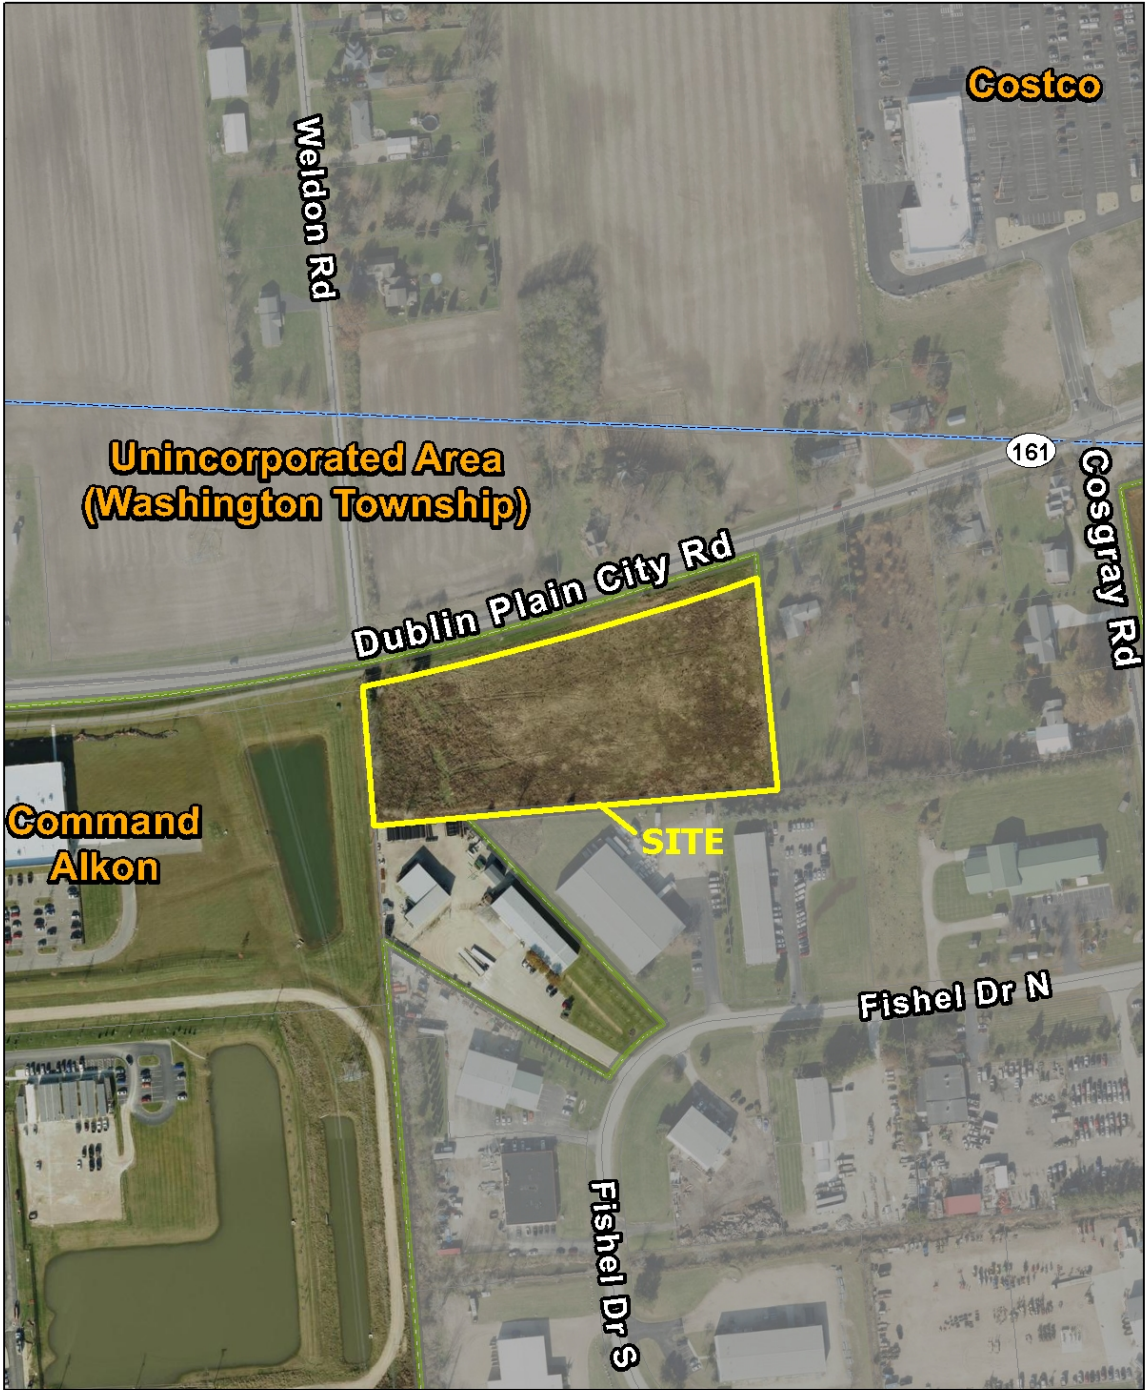 Costco
Weldon Rd
Unincorporated Area
(Washington Township)
161
Cosgray Rd
Dublin Plain City Rd
SITE
Command
Alkon
Fishel Dr N
Fishel Dr S